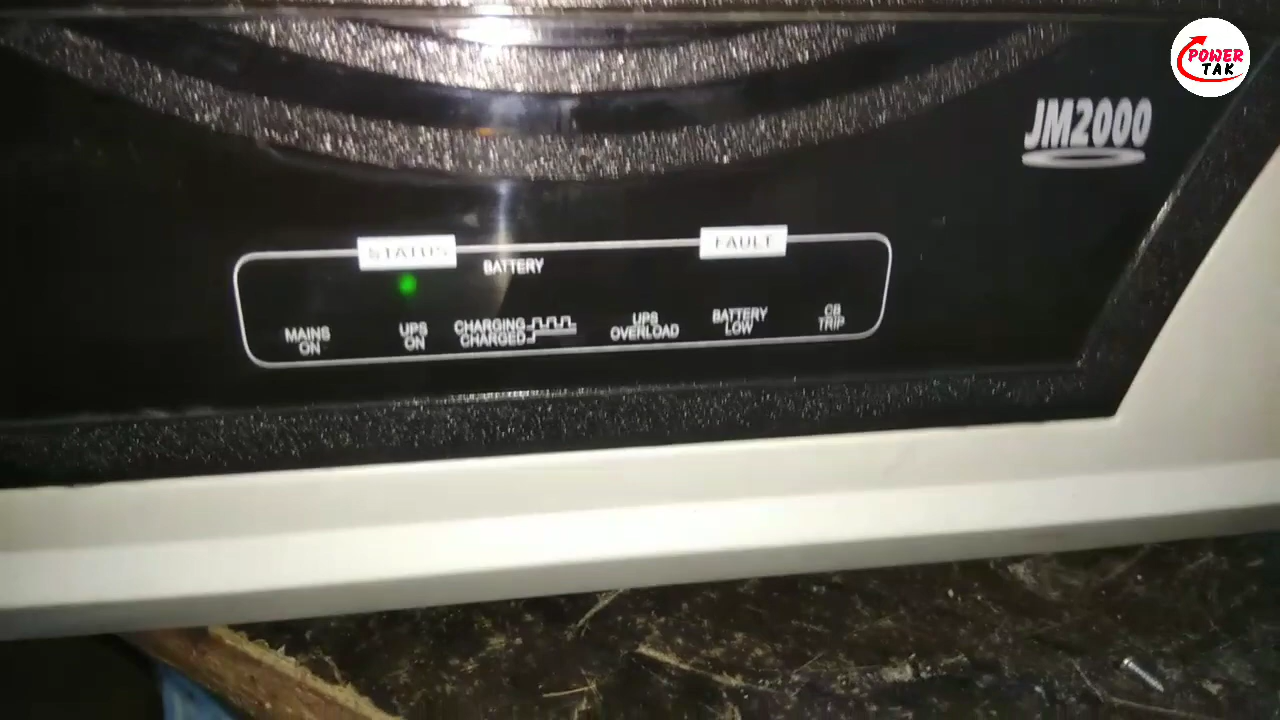 POWER
TAK
JM2000
STATUS
FAULT
BATTERY
MAINS
ON
UPS
ON
CHARGING
CHARGED
UPS
OVERLOAD
BATTERY
LOW
CB
TRIP